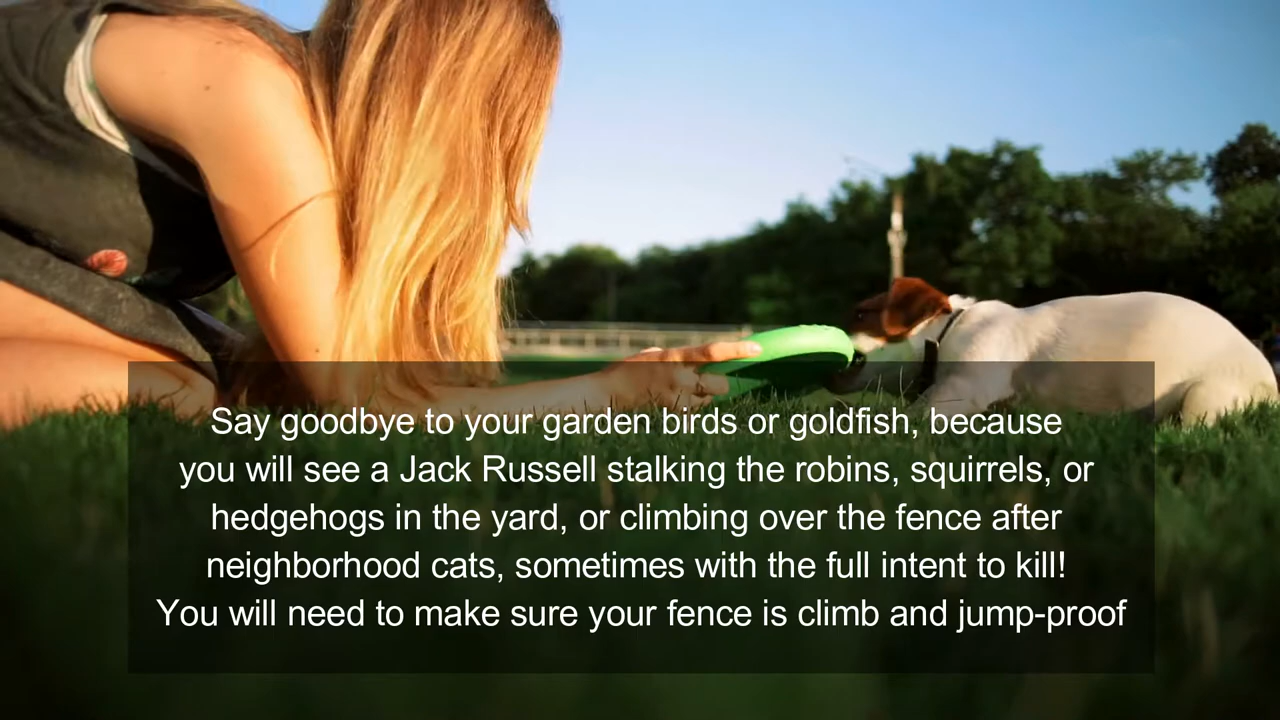 Say goodbye to your garden birds or goldfish, because
you will see a Jack Russell stalking the robins, squirrels, or
hedgehogs in the yard, or climbing over the fence after
neighborhood cats, sometimes with the full intent to kill!
You will need to make sure your fence is climb and jump-proof